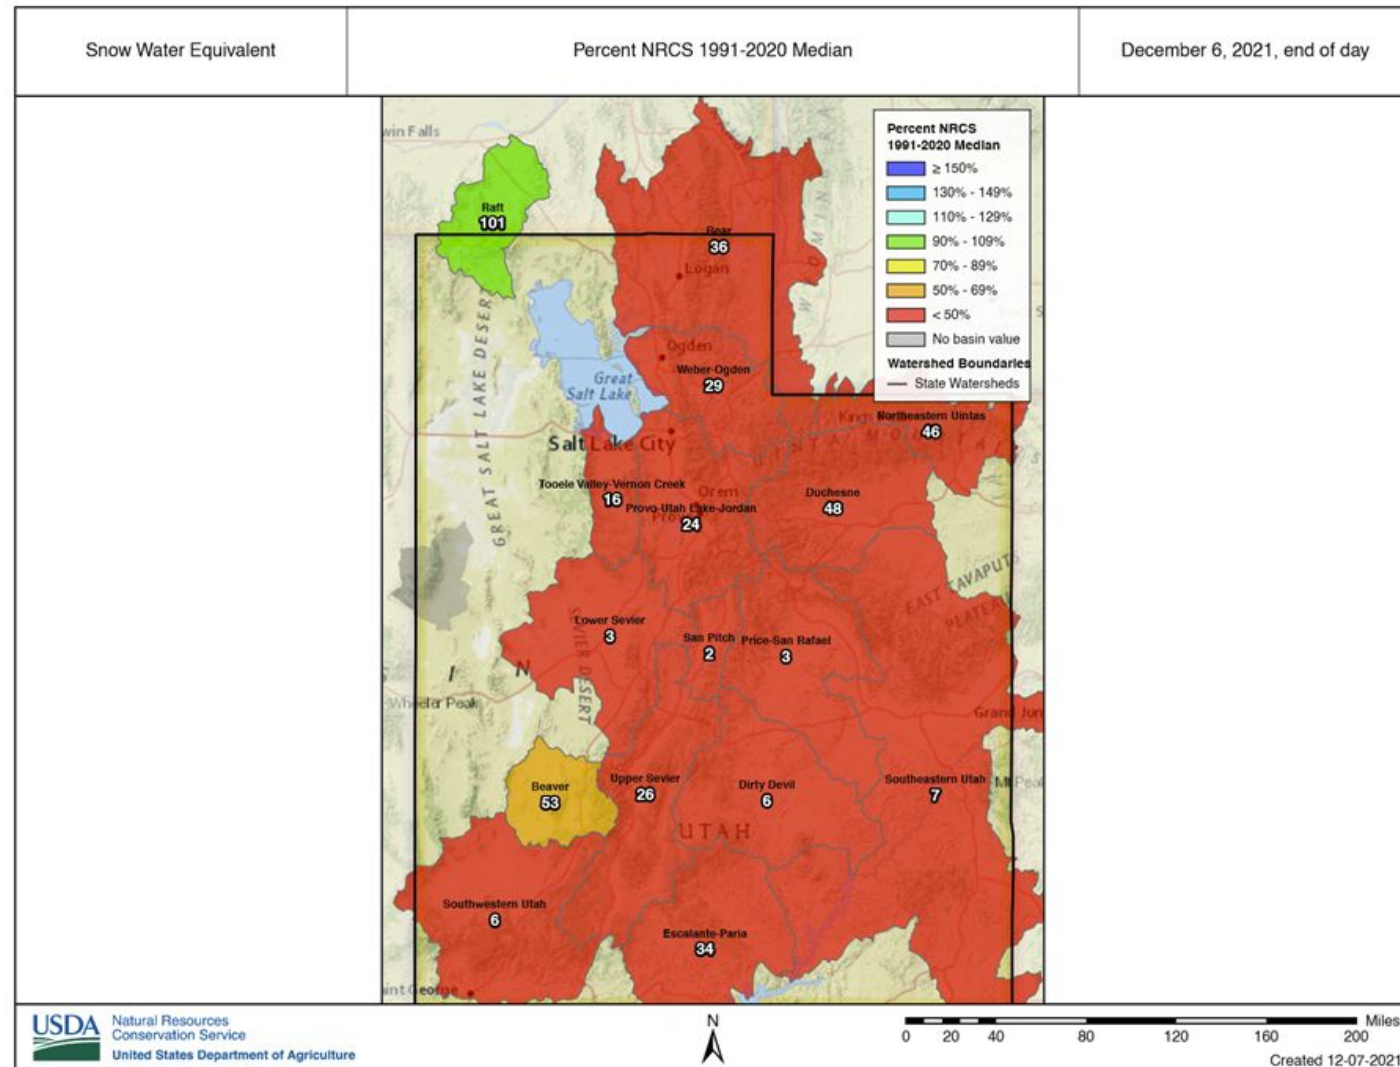 Snow Water Equivalent
Percent NRCS 1991-2020 Median
December 6, 2021, end of day
Percent NRCS
1991-2020 Median
≥ 150%
130% - 149%
110% - 129%
90% - 109%
70% - 89%
50% - 69%
< 50%
No basin value
Watershed Boundaries
State Watersheds
win Falls
Raft
101
Bear
36
Logan
GREAT SALT LAKE DESERT
Ogden
Weber-Ogden
29
Great
Salt Lake
Kings
Northeastern Uintas
46
Salt Lake City
Tooele Valley-Vernon Creek
16
Orem
Provo-Utah Lake-Jordan
24
Duchesne
48
EAST TAVAPUTS
PLATEAU
Lower Sevier
3
SEVIER DESERT
San Pitch
2
Price-San Rafael
3
I N
Wheeler Peak
Grand Jun
Beaver
53
Upper Sevier
26
Dirty Devil
6
Southeastern Utah
7
UTAH
Southwestern Utah
6
Escalante-Paria
34
int George
USDA
Natural Resources
Conservation Service
United States Department of Agriculture
N
0 20 40 80 120 160 200
Miles
Created 12-07-2021